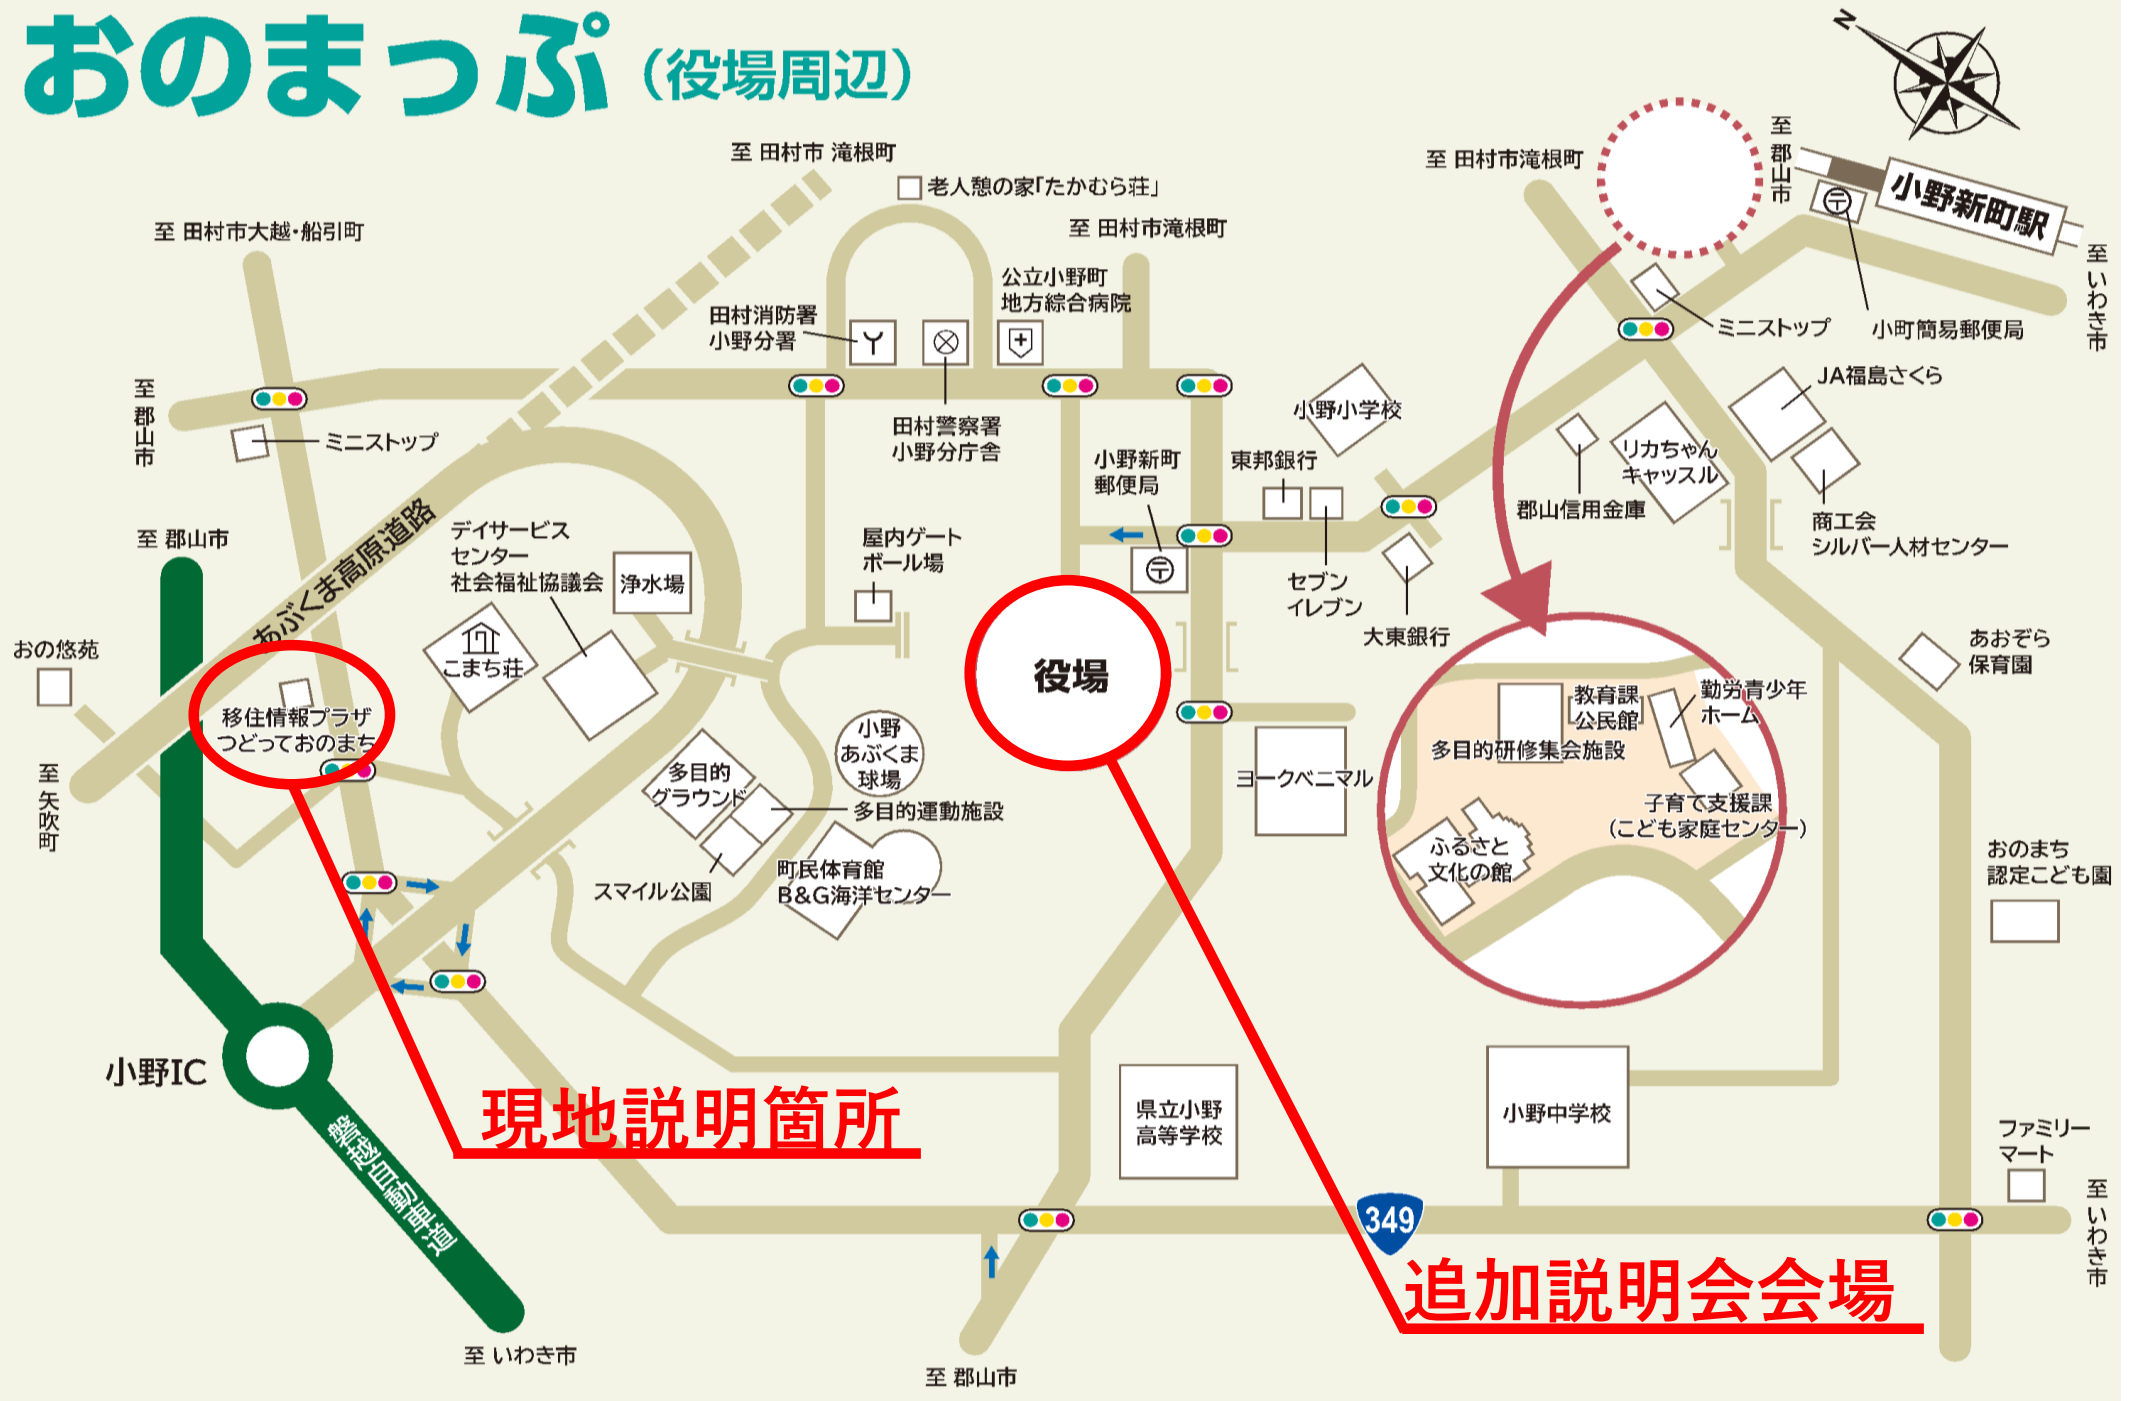 おのまっぷ（役場周辺）
N
至 田村市 滝根町
老人憩の家「たかむら荘」
至 田村市滝根町
至 田村市大越・船引町
至 田村市滝根町
至 郡山市
小野新町駅
〒
至 いわき市
小町簡易郵便局
ミニストップ
公立小野町
地方綜合病院
田村消防署
小野分署
田村警察署
小野分庁舎
至 郡山市
ミニストップ
あぶくま高原道路
至 郡山市
JA福島さくら
小野小学校
リカちゃん
キャッスル
郡山信用金庫
商工会
シルバー人材センター
小野新町
郵便局
〒
東邦銀行
セブン
イレブン
大東銀行
デイサービス
センター
社会福祉協議会
浄水場
屋内ゲート
ボール場
こまち荘
おの悠苑
移住情報プラザ
つどっておのまち
至 矢吹町
役場
小野
あぶくま
球場
多目的
グラウンド
多目的運動施設
スマイル公園
町民体育館
B&G海洋センター
ヨークベニマル
教育課
公民館
勤労青少年
ホーム
多目的研修集会施設
子育て支援課
（こども家庭センター）
ふるさと
文化の館
あおぞら
保育園
おのまち
認定こども園
小野IC
磐越自動車道
至 いわき市
現地説明箇所
県立小野
高等学校
小野中学校
ファミリー
マート
349
至 いわき市
追加説明会会場
至 郡山市